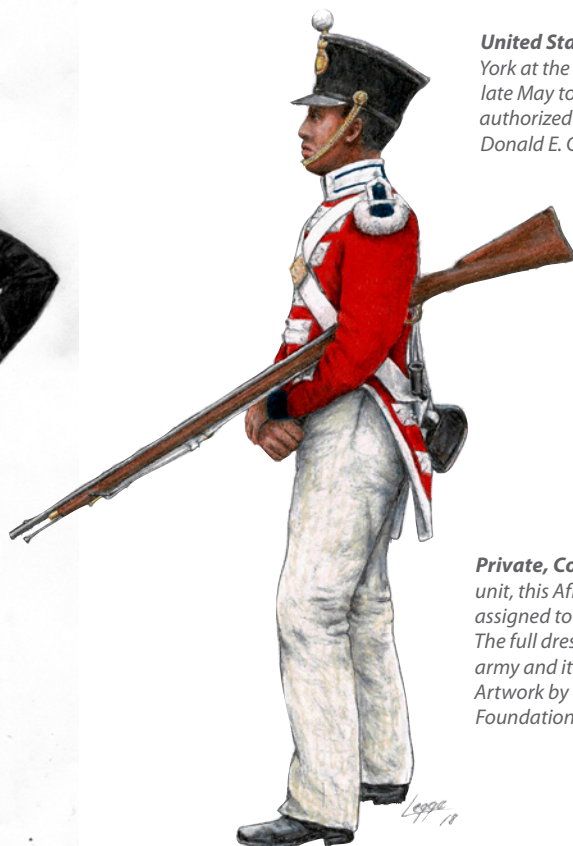 United Sta
York at the
late May to
authorized
Donald E. G
Private, Co
unit, this Af
assigned to
The full dres
army and it
Artwork by
Foundation
Legge
18